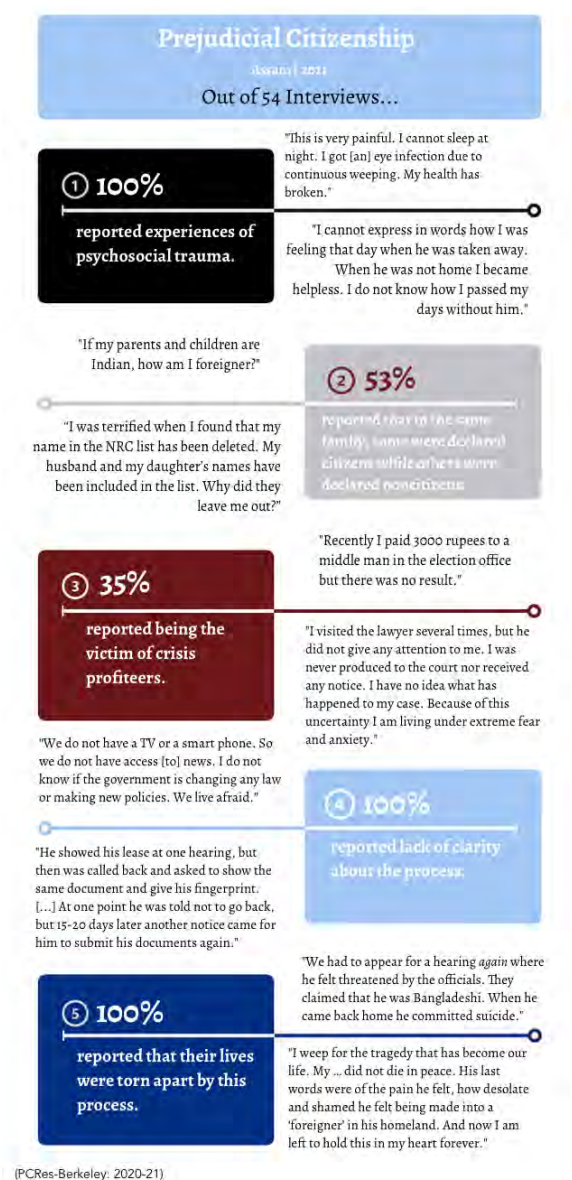 Prejudicial Citizenship
Assam | 2021
Out of 54 Interviews...
"This is very painful. I cannot sleep at
night. I got [an] eye infection due to
continuous weeping. My health has
broken."
1 100%
reported experiences of
psychosocial trauma.
"I cannot express in words how I was
feeling that day when he was taken away.
When he was not home I became
helpless. I do not know how I passed my
days without him."
"If my parents and children are
Indian, how am I foreigner?"
2 53%
reported that in the same
family, some were declared
citizens while others were
declared noncitizens.
"I was terrified when I found that my
name in the NRC list has been deleted. My
husband and my daughter's names have
been included in the list. Why did they
leave me out?"
"Recently I paid 3000 rupees to a
middle man in the election office
but there was no result."
3 35%
reported being the
victim of crisis
profiteers.
"I visited the lawyer several times, but he
did not give any attention to me. I was
never produced to the court nor received
any notice. I have no idea what has
happened to my case. Because of this
uncertainty I am living under extreme fear
and anxiety."
"We do not have a TV or a smart phone. So
we do not have access [to] news. I do not
know if the government is changing any law
or making new policies. We live afraid."
4 100%
reported lack of clarity
about the process.
"He showed his lease at one hearing, but
then was called back and asked to show the
same document and give his fingerprint.
[...] At one point he was told not to go back,
but 15-20 days later another notice came for
him to submit his documents again."
"We had to appear for a hearing again where
he felt threatened by the officials. They
claimed that he was Bangladeshi. When he
came back home he committed suicide."
5 100%
reported that their lives
were torn apart by this
process.
"I weep for the tragedy that has become our
life. My ... did not die in peace. His last
words were of the pain he felt, how desolate
and shamed he felt being made into a
'foreigner' in his homeland. And now I am
left to hold this in my heart forever."
(PCRes-Berkeley: 2020-21)